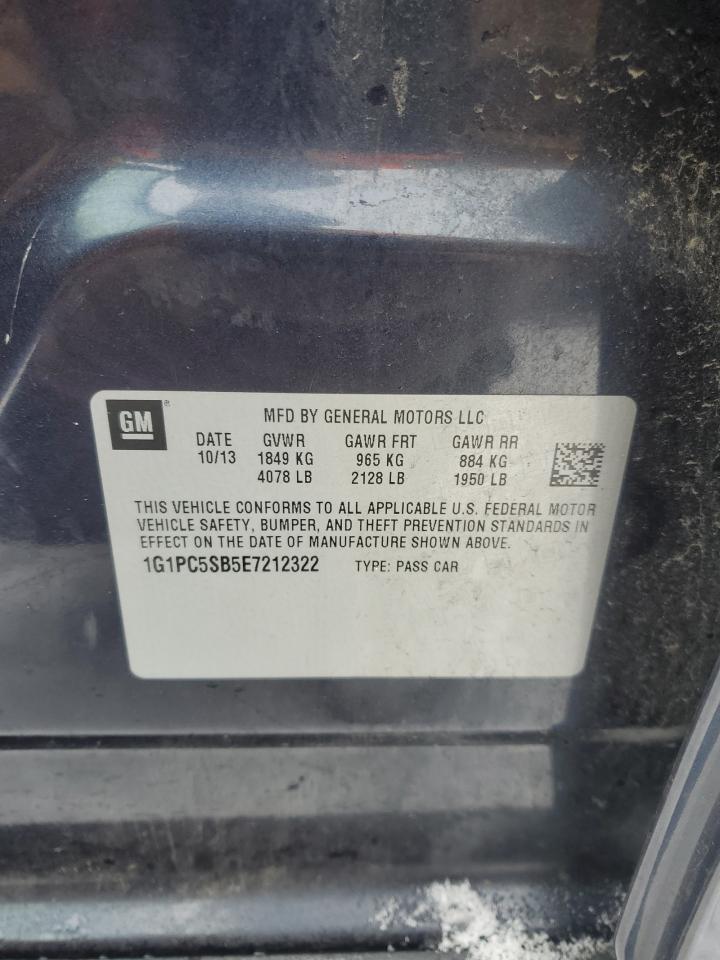 GM ® MFD BY GENERAL MOTORS LLC
DATE GVWR GAWR FRT GAWR RR
10/13 1849 KG 965 KG 884 KG
4078 LB 2128 LB 1950 LB
THIS VEHICLE CONFORMS TO ALL APPLICABLE U.S. FEDERAL MOTOR
VEHICLE SAFETY, BUMPER, AND THEFT PREVENTION STANDARDS IN
EFFECT ON THE DATE OF MANUFACTURE SHOWN ABOVE.
1G1PC5SB5E7212322 TYPE: PASS CAR